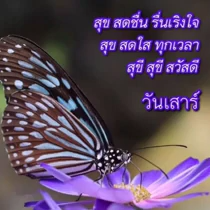 สุข สดชื่น รื่นเริงใจ
สุข สดใส ทุกเวลา
สุขี สุขี สวัสดี
วันเสาร์